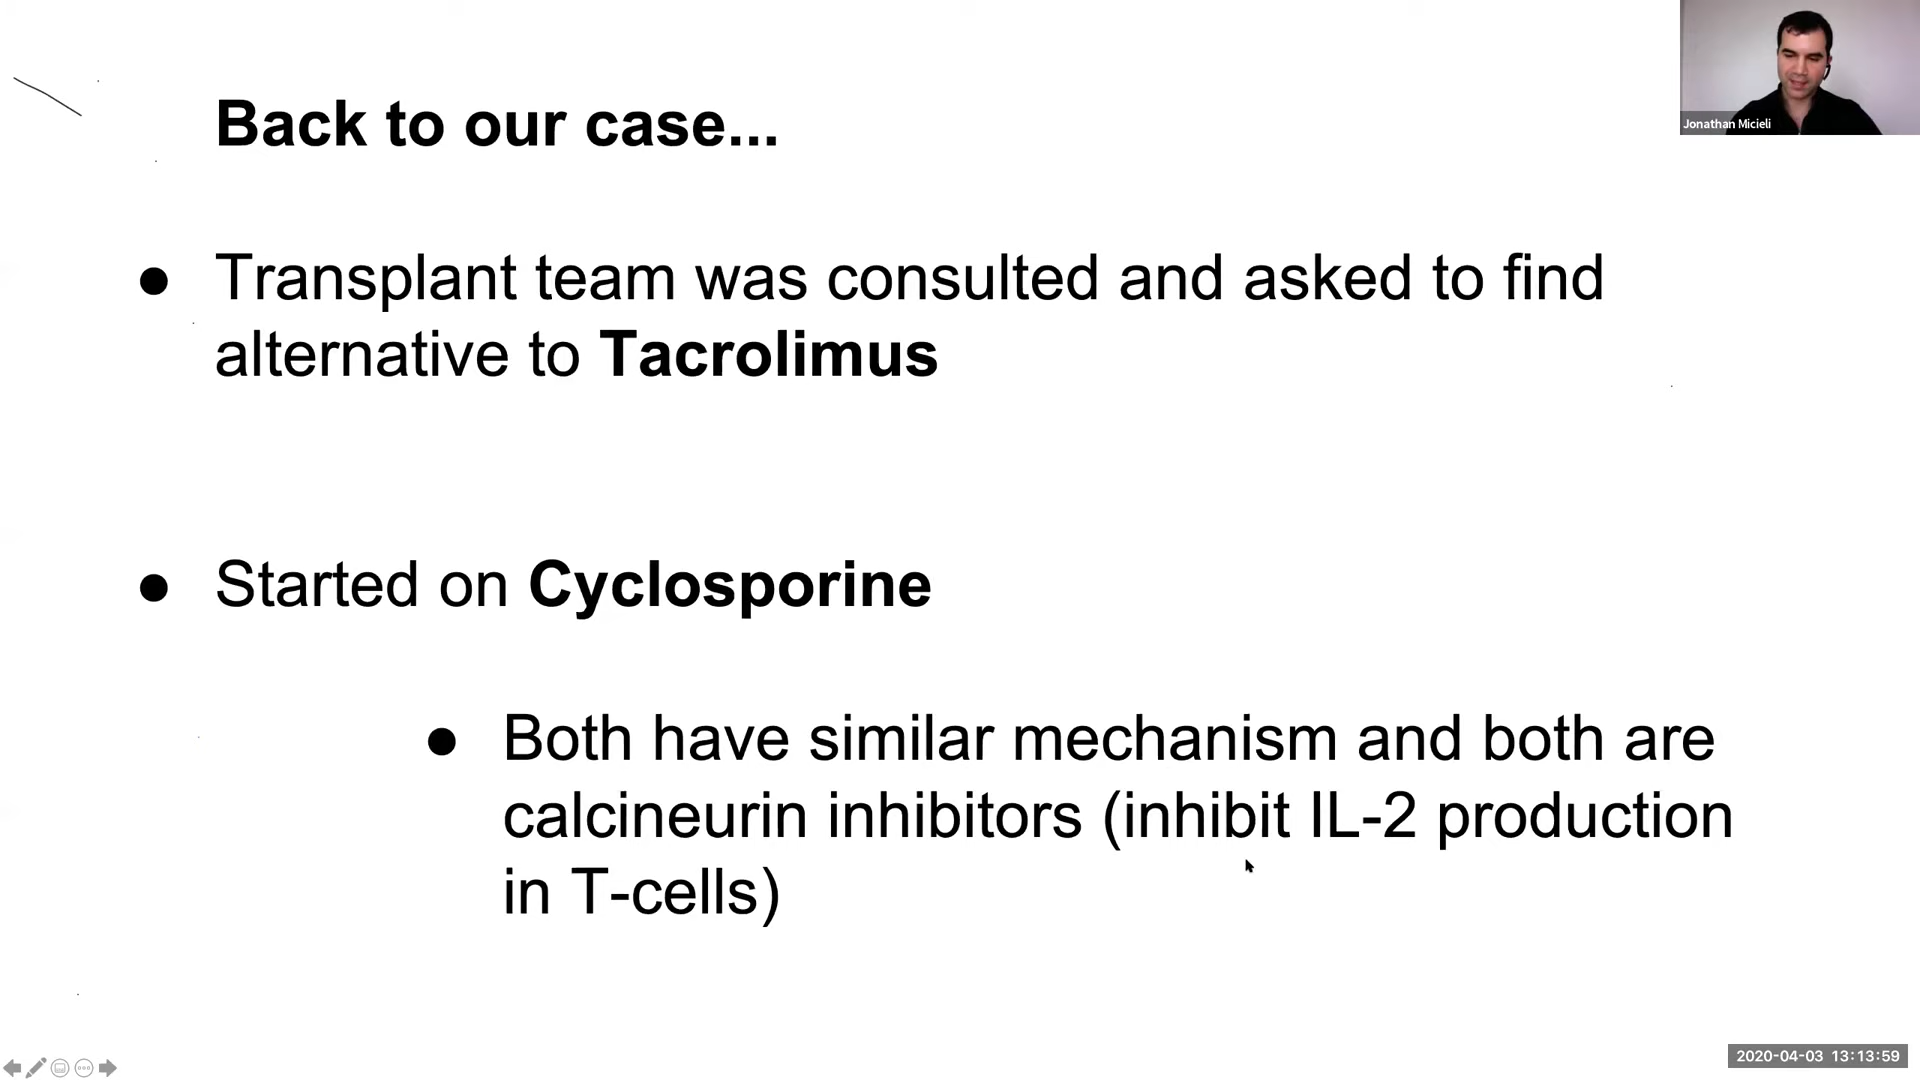 Back to our case...
Jonathan Micieli
● Transplant team was consulted and asked to find
alternative to Tacrolimus
● Started on Cyclosporine
● Both have similar mechanism and both are
calcineurin inhibitors (inhibit IL-2 production
in T-cells)
2020-04-03 13:13:59